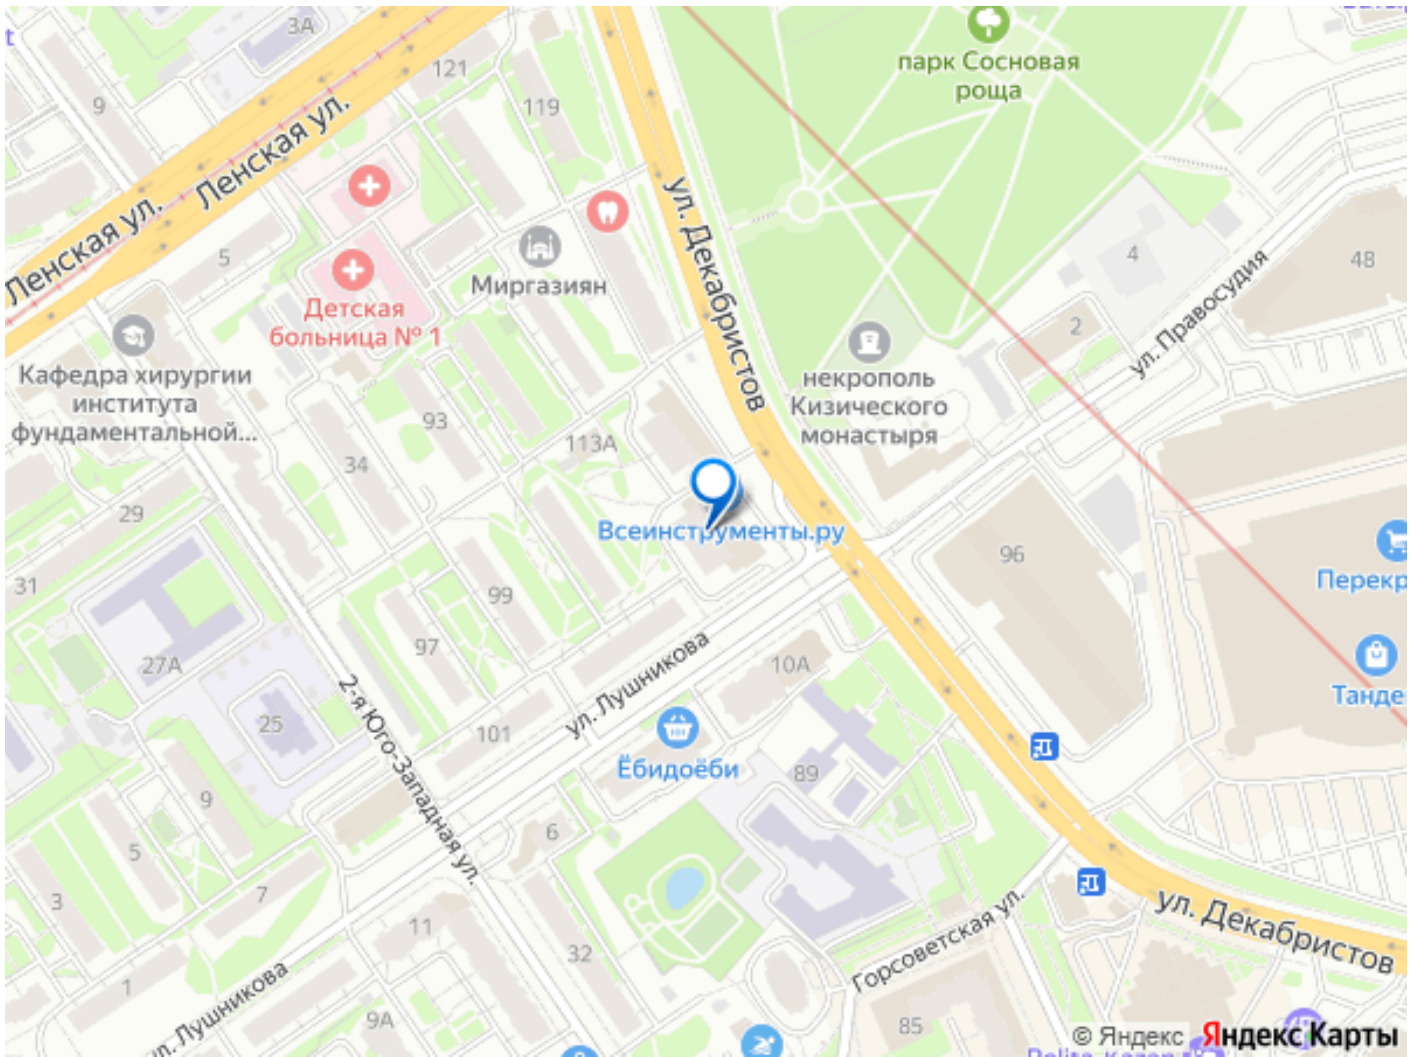 3А
121
9
119
парк Сосновая
роща
Ленская ул.
Ленская ул.
ул. Декабристов
5
Миргазиян
4
48
ул. Правосудия
2
Детская
больница № 1
Кафедра хирургии
института
фундаментальной...
некрополь
Кизического
монастыря
93
113А
34
29
Всеинструменты.ру
96
31
99
Перекр
97
27А
10А
ул. Лушникова
2-я Юго-Западная ул.
Танде
25
101
Ёбидоёби
89
9
6
5
7
3
11
ул. Декабристов
Горсоветская ул.
32
1
ул. Лушникова
9А
85
© Яндекс Яндекс Карты